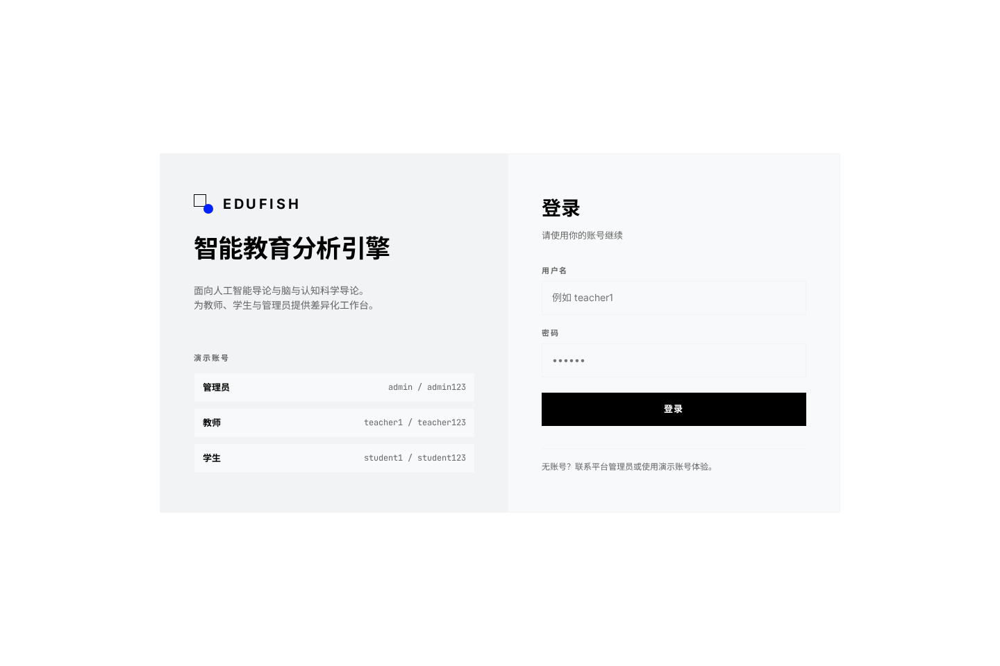 EDUFISH
智能教育分析引擎
面向人工智能导论与脑与认知科学导论。
为教师、学生与管理员提供差异化工作台。
演示账号
管理员 admin / admin123
教师 teacher1 / teacher123
学生 student1 / student123
登录
请使用你的账号继续
用户名
例如 teacher1
密码
••••••
登录
无账号？联系平台管理员或使用演示账号体验。